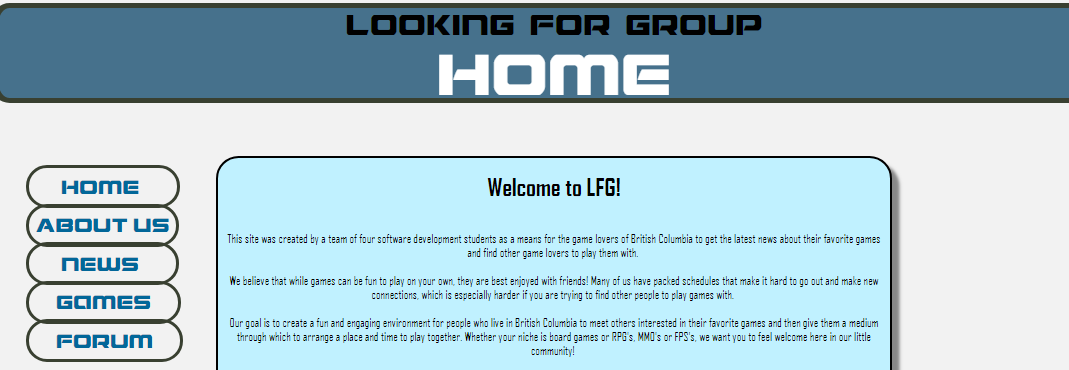 LOOKING FOR GROUP
HOME
HOME
ABOUT US
NEWS
GAMES
FORUM
Welcome to LFG!
This site was created by a team of four software development students as a means for the game lovers of British Columbia to get the latest news about their favorite games
and find other game lovers to play them with.
We believe that while games can be fun to play on your own, they are best enjoyed with friends! Many of us have packed schedules that make it hard to go out and make new
connections, which is especially harder if you are trying to find other people to play games with.
Our goal is to create a fun and engaging environment for people who live in British Columbia to meet others interested in their favorite games and then give them a medium
through which to arrange a place and time to play together. Whether your niche is board games or RPG's, MMO's or FPS's, we want you to feel welcome here in our little
community!